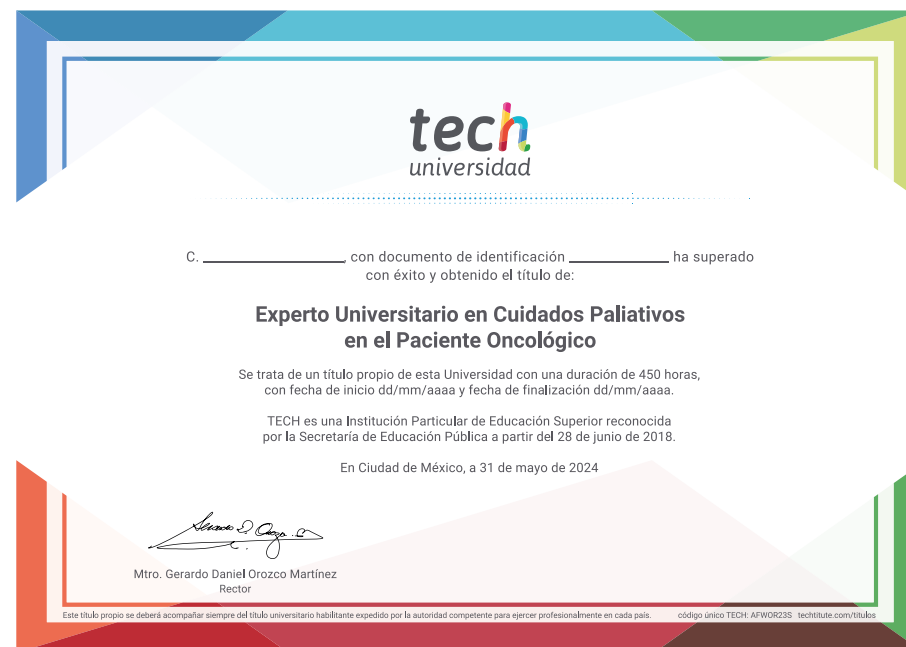 tech
universidad
C. ____________, con documento de identificación ____________ ha superado
con éxito y obtenido el título de:
Experto Universitario en Cuidados Paliativos
en el Paciente Oncológico
Se trata de un título propio de esta Universidad con una duración de 450 horas,
con fecha de inicio dd/mm/aaaa y fecha de finalización dd/mm/aaaa.
TECH es una Institución Particular de Educación Superior reconocida
por la Secretaría de Educación Pública a partir del 28 de junio de 2018.
En Ciudad de México, a 31 de mayo de 2024
Mtro. Gerardo Daniel Orozco Martínez
Rector
Este título propio se deberá acompañar siempre del título universitario habilitante expedido por la autoridad competente para ejercer profesionalmente en cada país. código único TECH: AFWOR23S techtitute.com/titulos